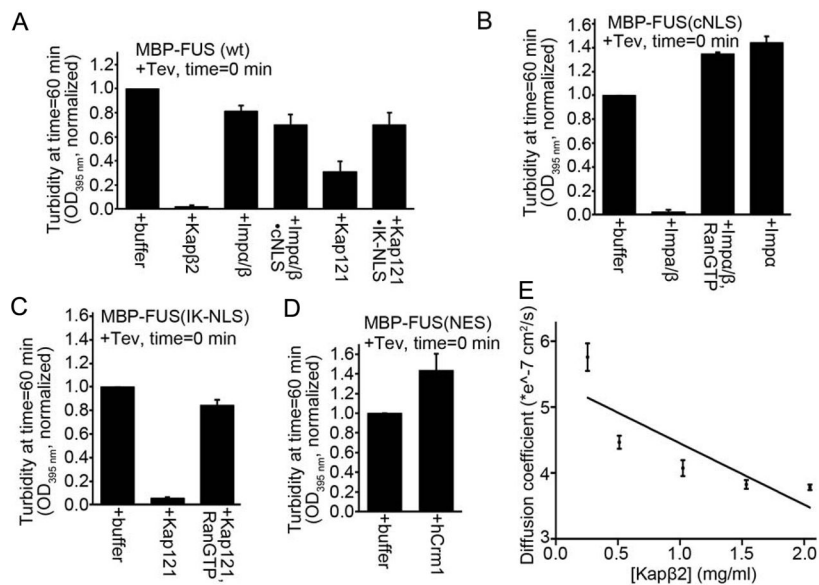 A
MBP-FUS (wt)
+Tev, time=0 min
Turbidity at time=60 min
(OD395 nm, normalized)
1.4
1.2
1.0
0.8
0.6
0.4
0.2
0.0
+buffer
+Kapβ2
+Impα/β
+Impα/β
•cNLS
+Kap121
+Kap121
•IK-NLS
B
MBP-FUS(cNLS)
+Tev, time=0 min
Turbidity at time=60 min
(OD395 nm, normalized)
1.6
1.4
1.2
1.0
0.8
0.6
0.4
0.2
0.0
+buffer
+Impa/β
+Impα/β,
RanGTP
+Impα
C
MBP-FUS(IK-NLS)
+Tev, time=0 min
Turbidity at time=60 min
(OD395 nm, normalized)
1.6
1.4
1.2
1.0
0.8
0.6
0.4
0.2
0.0
+buffer
+Kap121
+Kap121,
RanGTP
D
MBP-FUS(NES)
+Tev, time=0 min
Turbidity at time=60 min
(OD395 nm, normalized)
1.6
1.4
1.2
1.0
0.8
0.6
0.4
0.2
0.0
+buffer
+hCrm1
E
Diffusion coefficient (*e^-7 cm²/s)
6
5
4
3
0.0
0.5
1.0
1.5
2.0
[Kapβ2] (mg/ml)